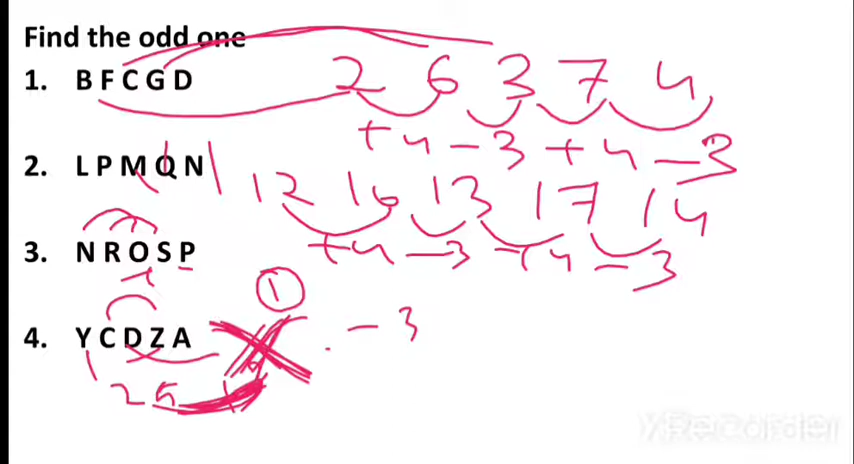 Find the odd one
1. B F C G D 2 6 3 7 4
+4 -3 +4 -3
2. L P M Q N 12 16 13 17 14
+4 -3 +4 -3
3. N R O S P
1
4. Y C D Z A -3
25
XRecorder